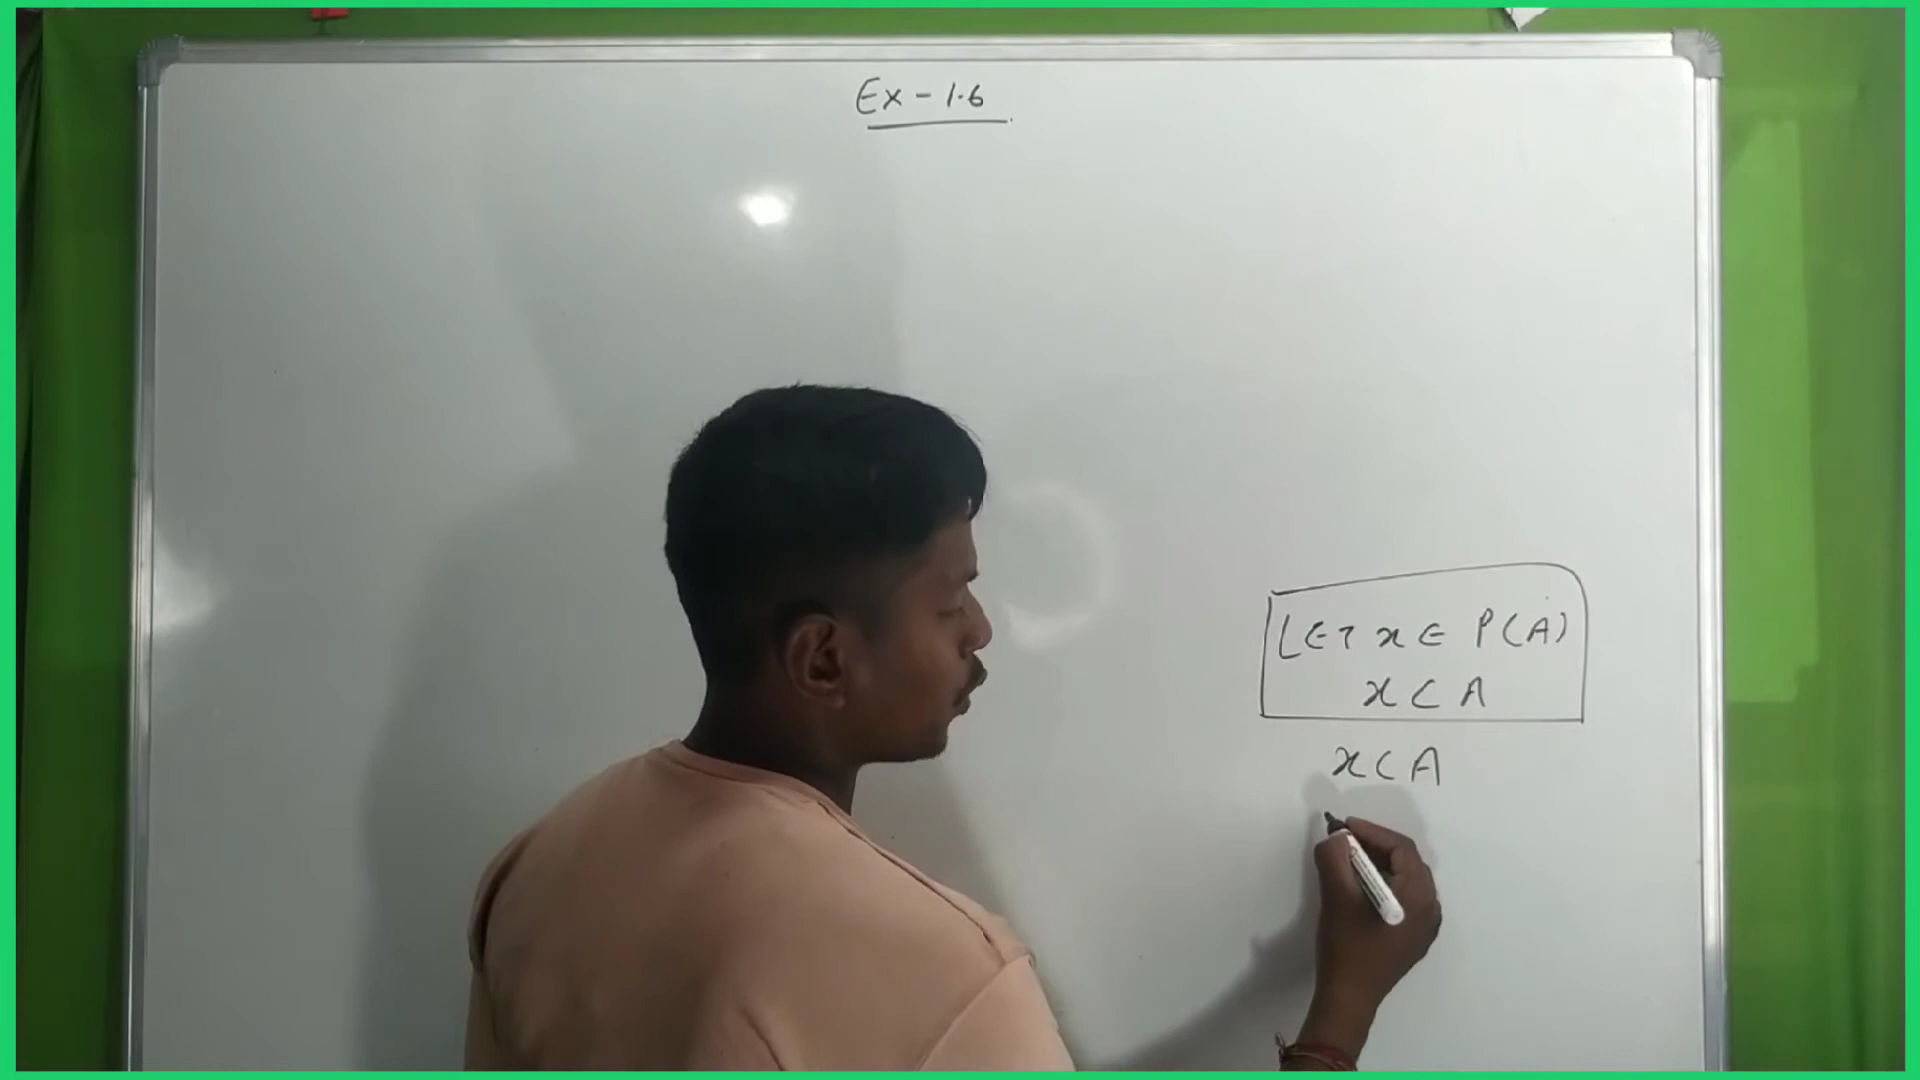 Ex - 1.6
LET x ∈ P(A)
x ⊂ A
x ⊂ A